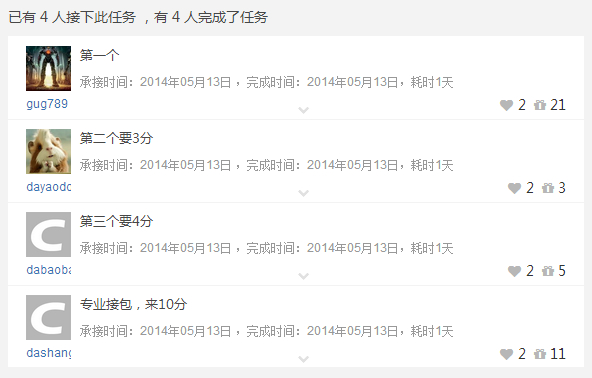 已有 4 人接下此任务 ，有 4 人完成了任务
第一个
承接时间：2014年05月13日 ，完成时间：2014年05月13日，耗时1天
gug789
2 21
第二个要3分
承接时间：2014年05月13日 ，完成时间：2014年05月13日，耗时1天
dayaodo
2 3
第三个要4分
承接时间：2014年05月13日 ，完成时间：2014年05月13日，耗时1天
dabaoba
2 5
专业接包，来10分
承接时间：2014年05月13日 ，完成时间：2014年05月13日，耗时1天
dashang
2 11